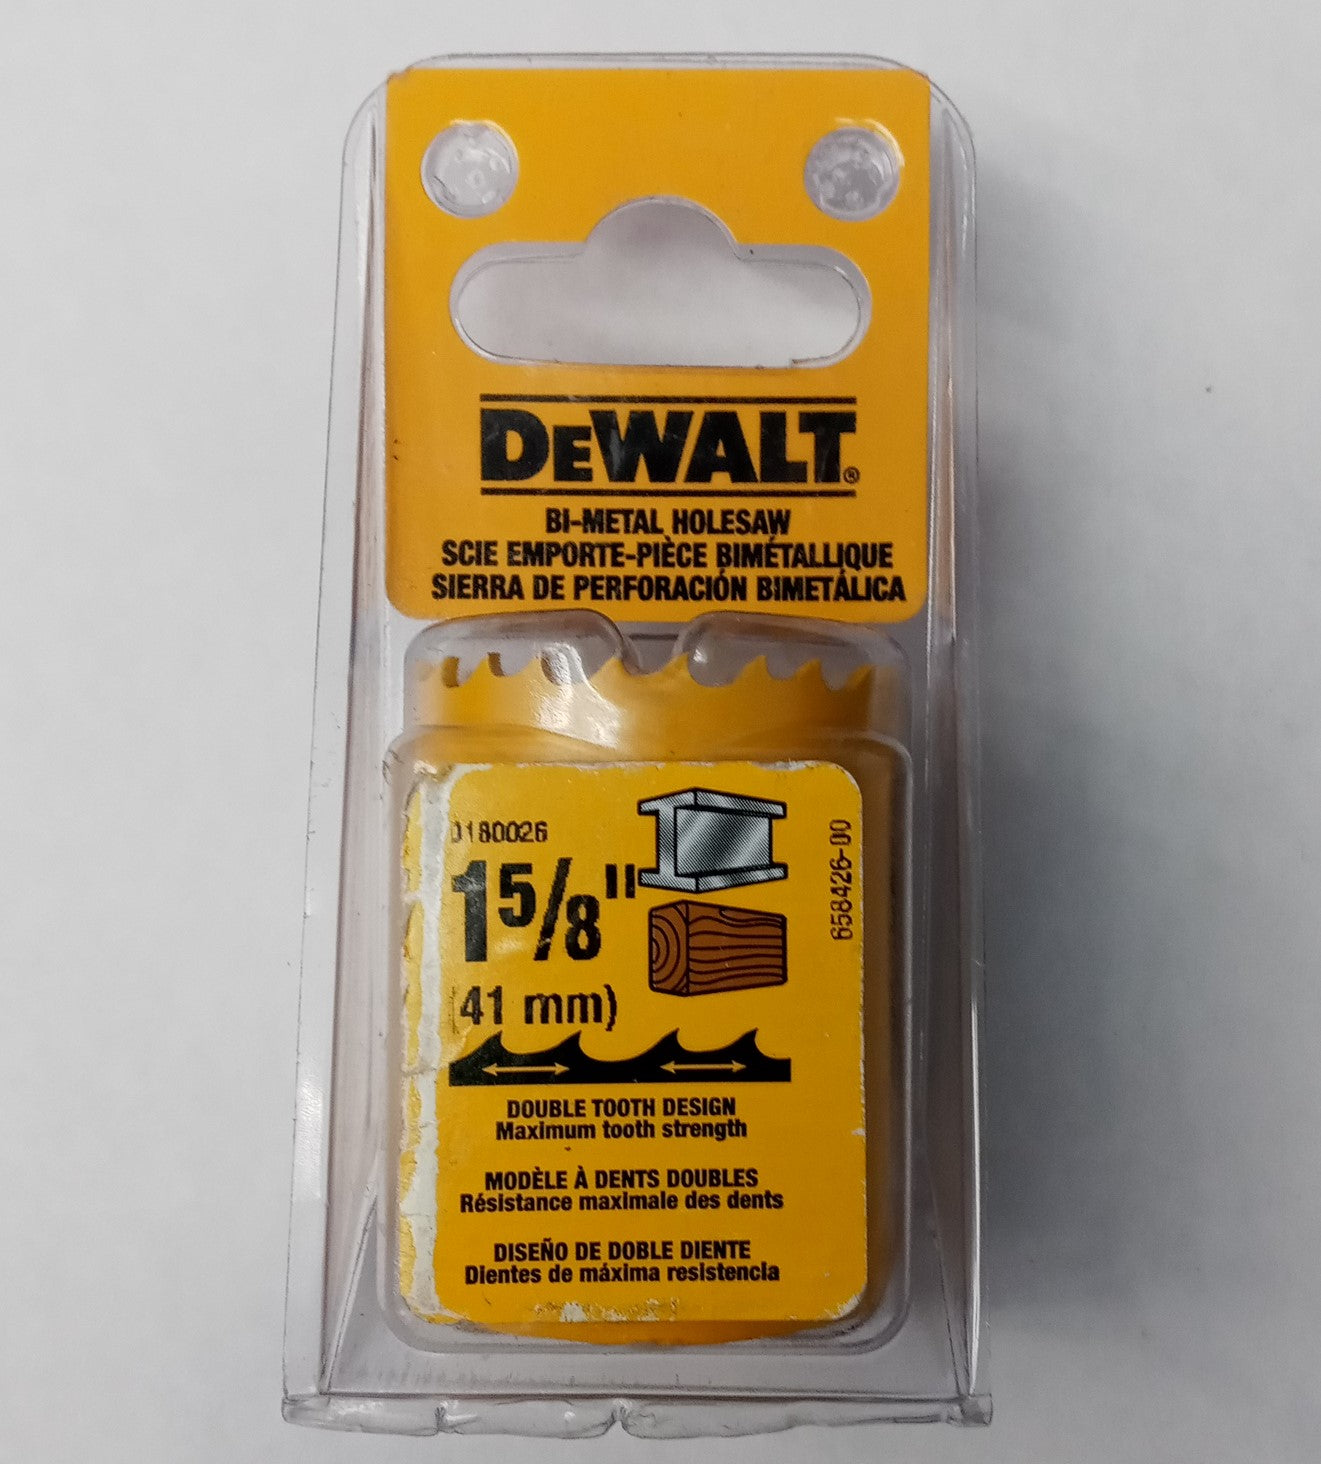 DEWALT®
BI-METAL HOLESAW
SCIE EMPORTE-PIÈCE BIMÉTALLIQUE
SIERRA DE PERFORACIÓN BIMETÁLICA
D180026
1 5/8"
41 mm)
658426-00
DOUBLE TOOTH DESIGN
Maximum tooth strength
MODÈLE À DENTS DOUBLES
Résistance maximale des dents
DISEÑO DE DOBLE DIENTE
Dientes de máxima resistencia